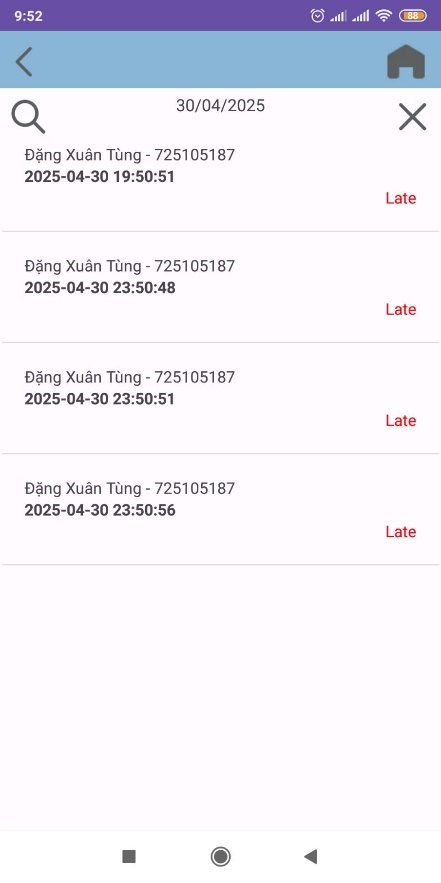 9:52
88
30/04/2025
Đặng Xuân Tùng - 725105187
2025-04-30 19:50:51
Late
Đặng Xuân Tùng - 725105187
2025-04-30 23:50:48
Late
Đặng Xuân Tùng - 725105187
2025-04-30 23:50:51
Late
Đặng Xuân Tùng - 725105187
2025-04-30 23:50:56
Late